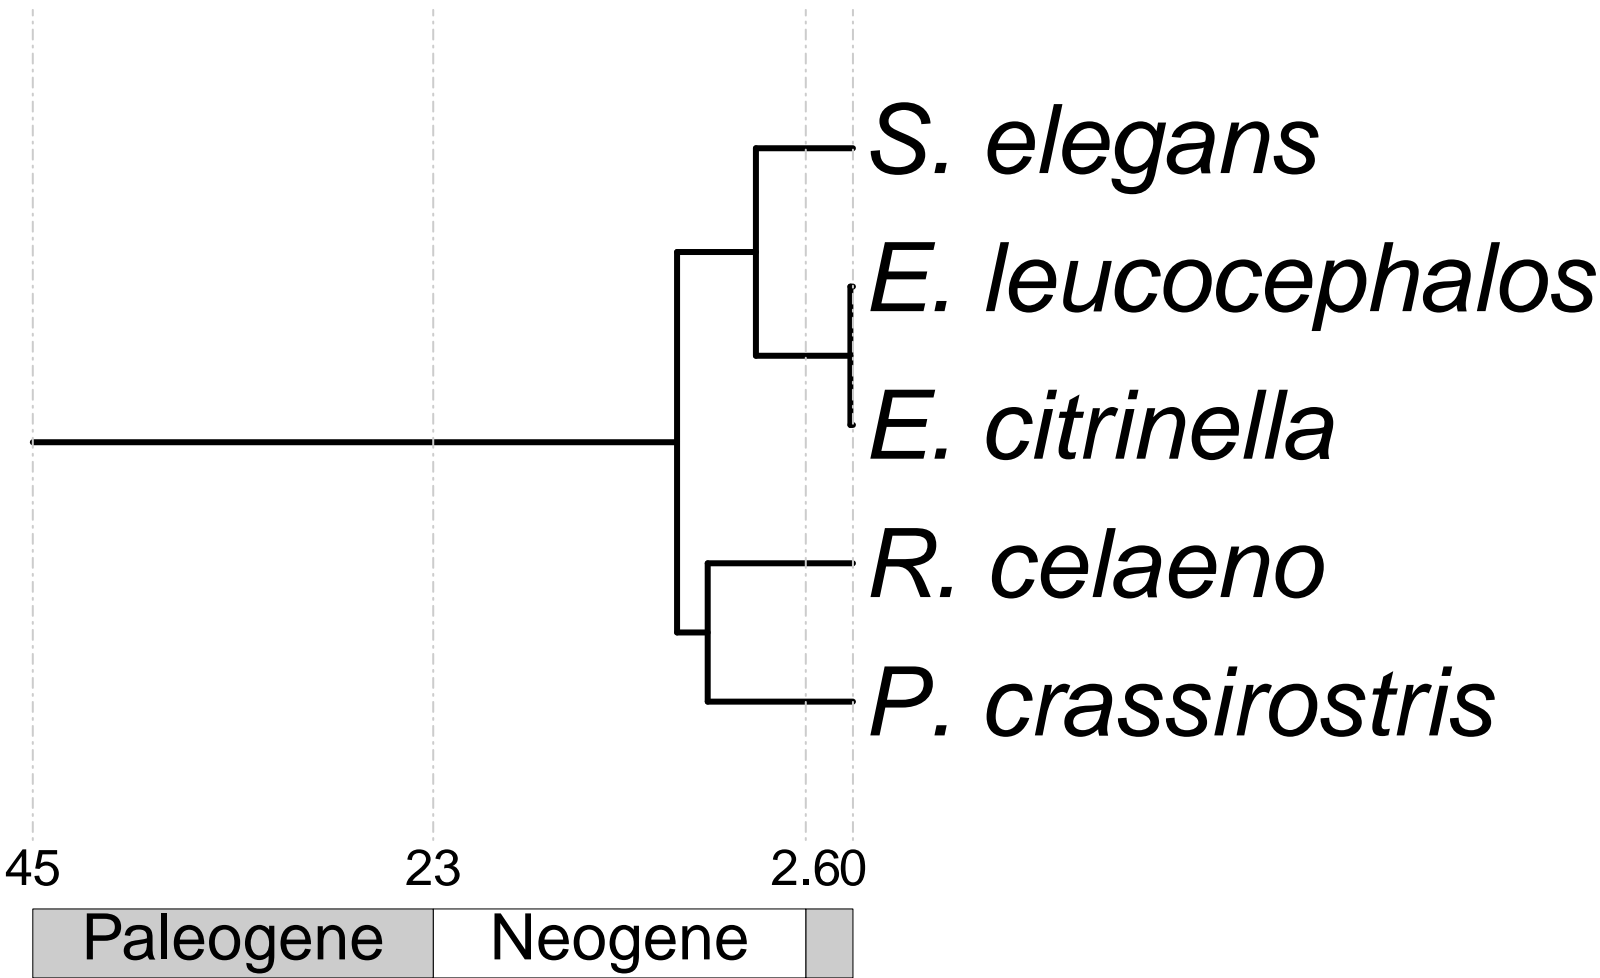 S. elegans
E. leucocephalos
E. citrinella
R. celaeno
P. crassirostris
45 23 2.60
Paleogene Neogene